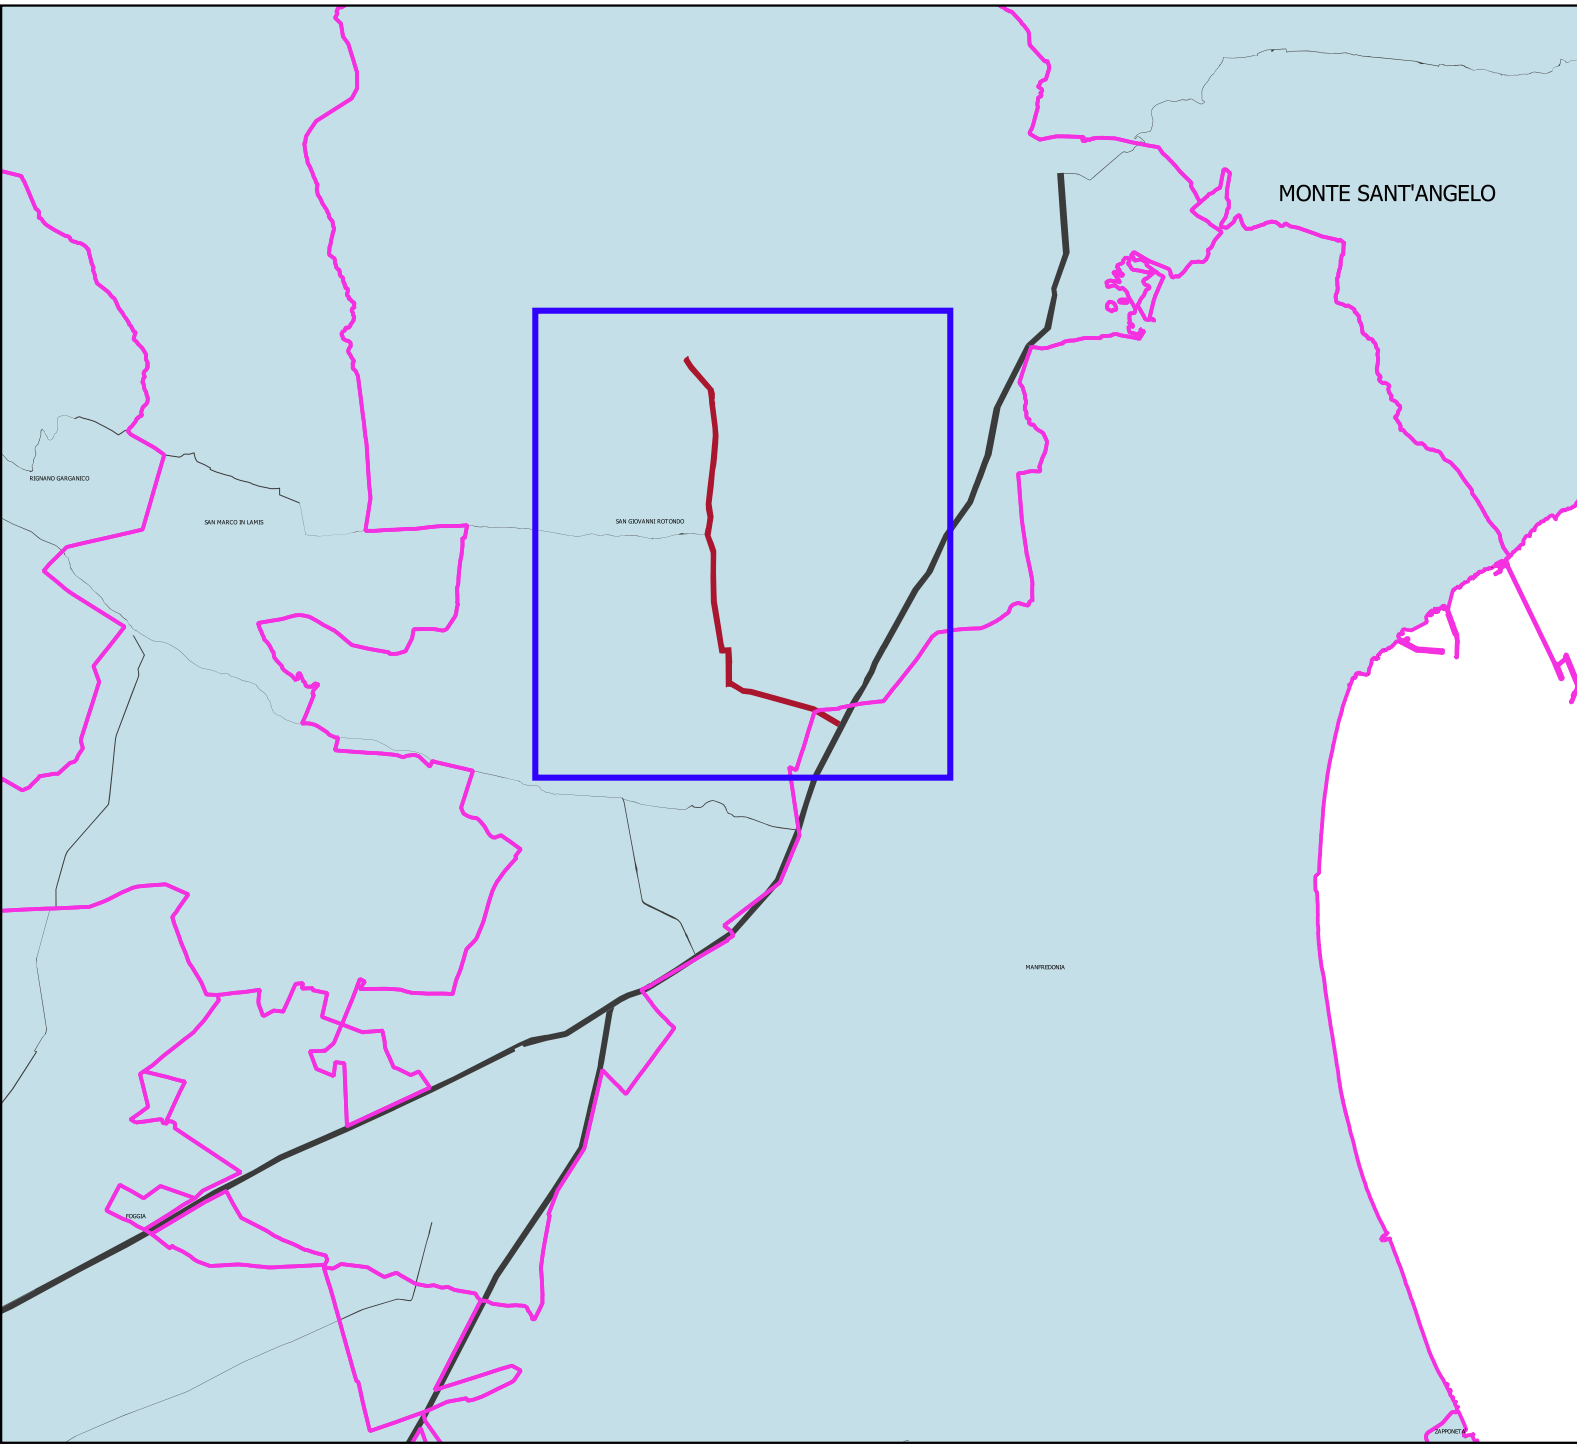 MONTE SANT'ANGELO
RIGNANO GARGANICO
SAN MARCO IN LAMIS
SAN GIOVANNI ROTONDO
MANFREDONIA
FOGGIA
ZAPPONETA